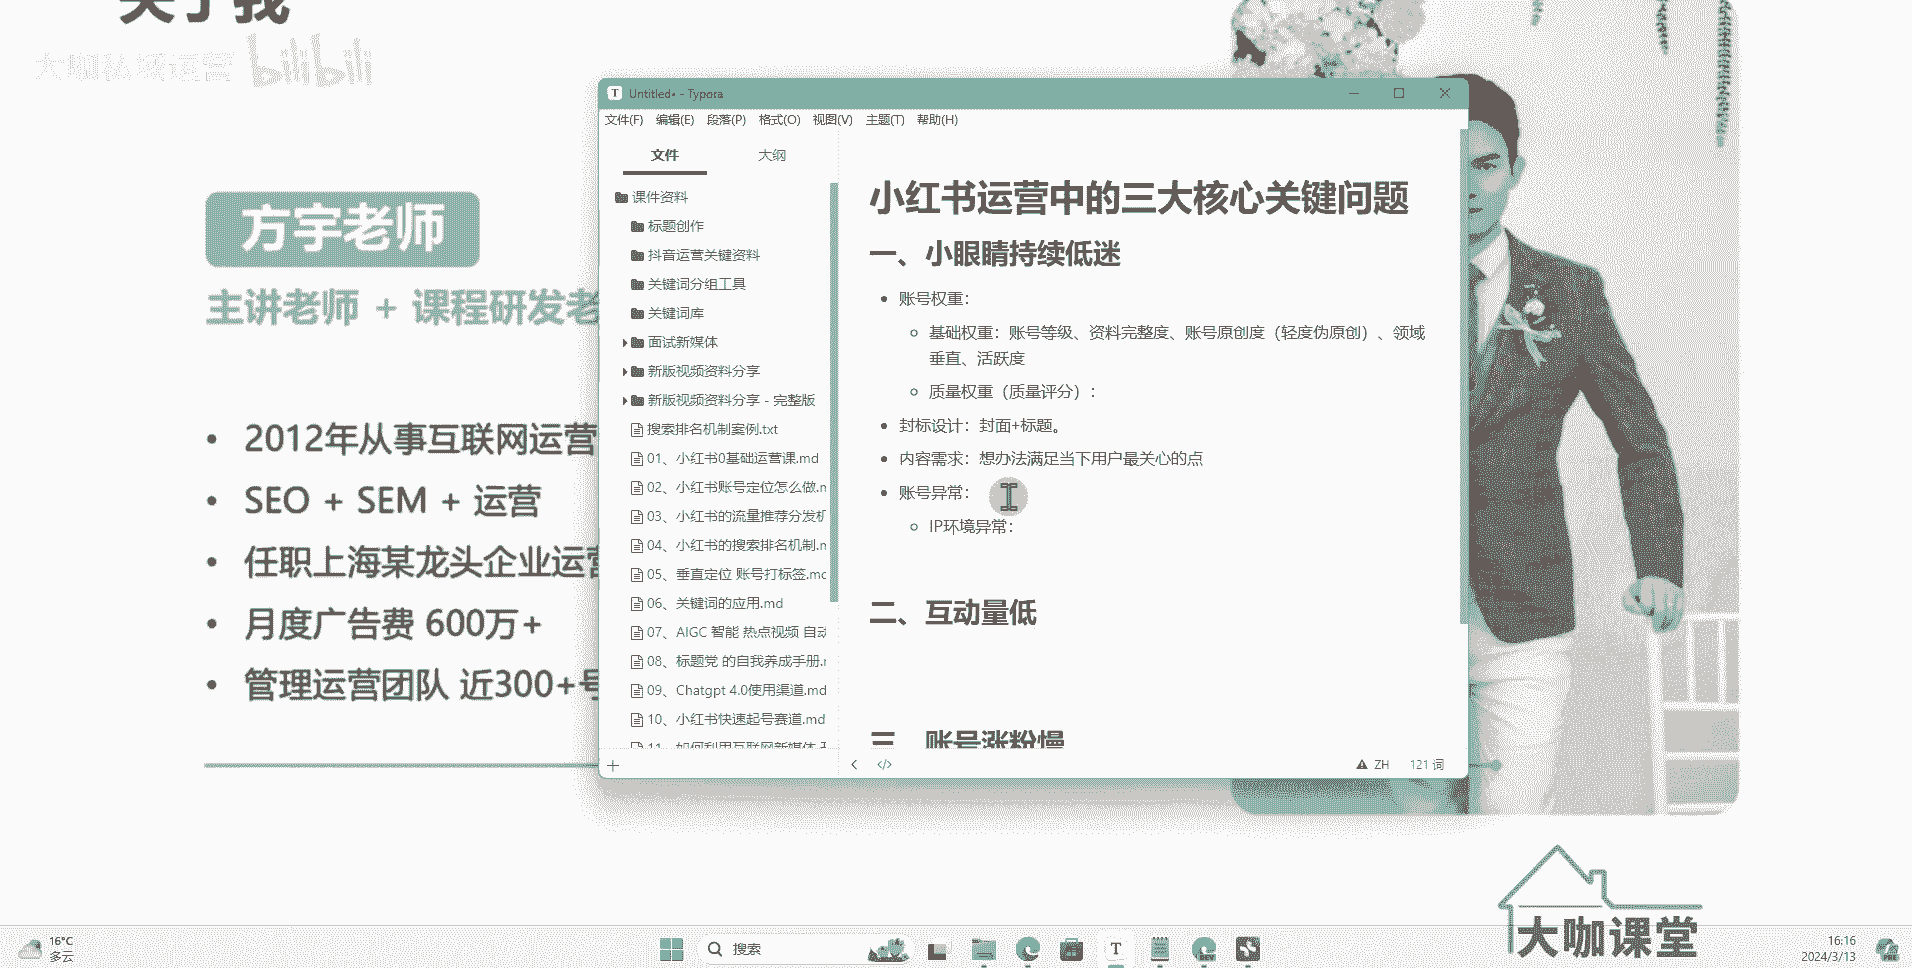 关于我
大咖私域运营 bilibili
方宇老师
主讲老师 + 课程研发老
• 2012年从事互联网运营
• SEO + SEM + 运营
• 任职上海某龙头企业运营
• 月度广告费 600万+
• 管理运营团队 近300+号
T Untitled• - Typora
文件(F) 编辑(E) 段落(P) 格式(O) 视图(V) 主题(T) 帮助(H)
文件 大纲
课件资料
标题创作
抖音运营关键资料
关键词分组工具
关键词库
面试新媒体
新版视频资料分享
新版视频资料分享 - 完整版
搜索排名机制案例.txt
01、小红书0基础运营课.md
02、小红书账号定位怎么做.m
03、小红书的流量推荐分发机
04、小红书的搜索排名机制.m
05、垂直定位 账号打标签.mc
06、关键词的应用.md
07、AIGC 智能 热点视频 自动
08、标题党 的自我养成手册.m
09、Chatgpt 4.0使用渠道.md
10、小红书快速起号赛道.md
11、如何利用互联网新媒体
小红书运营中的三大核心关键问题
一、小眼睛持续低迷
• 账号权重：
基础权重：账号等级、资料完整度、账号原创度（轻度伪原创）、领域
垂直、活跃度
质量权重（质量评分）：
• 封标设计：封面+标题。
• 内容需求：想办法满足当下用户最关心的点
• 账号异常：
IP环境异常：
二、互动量低
三、账号涨粉慢
ZH 121 词
大咖课堂
16°C
多云
搜索
T
DEV
16:16
2024/3/13
PRE